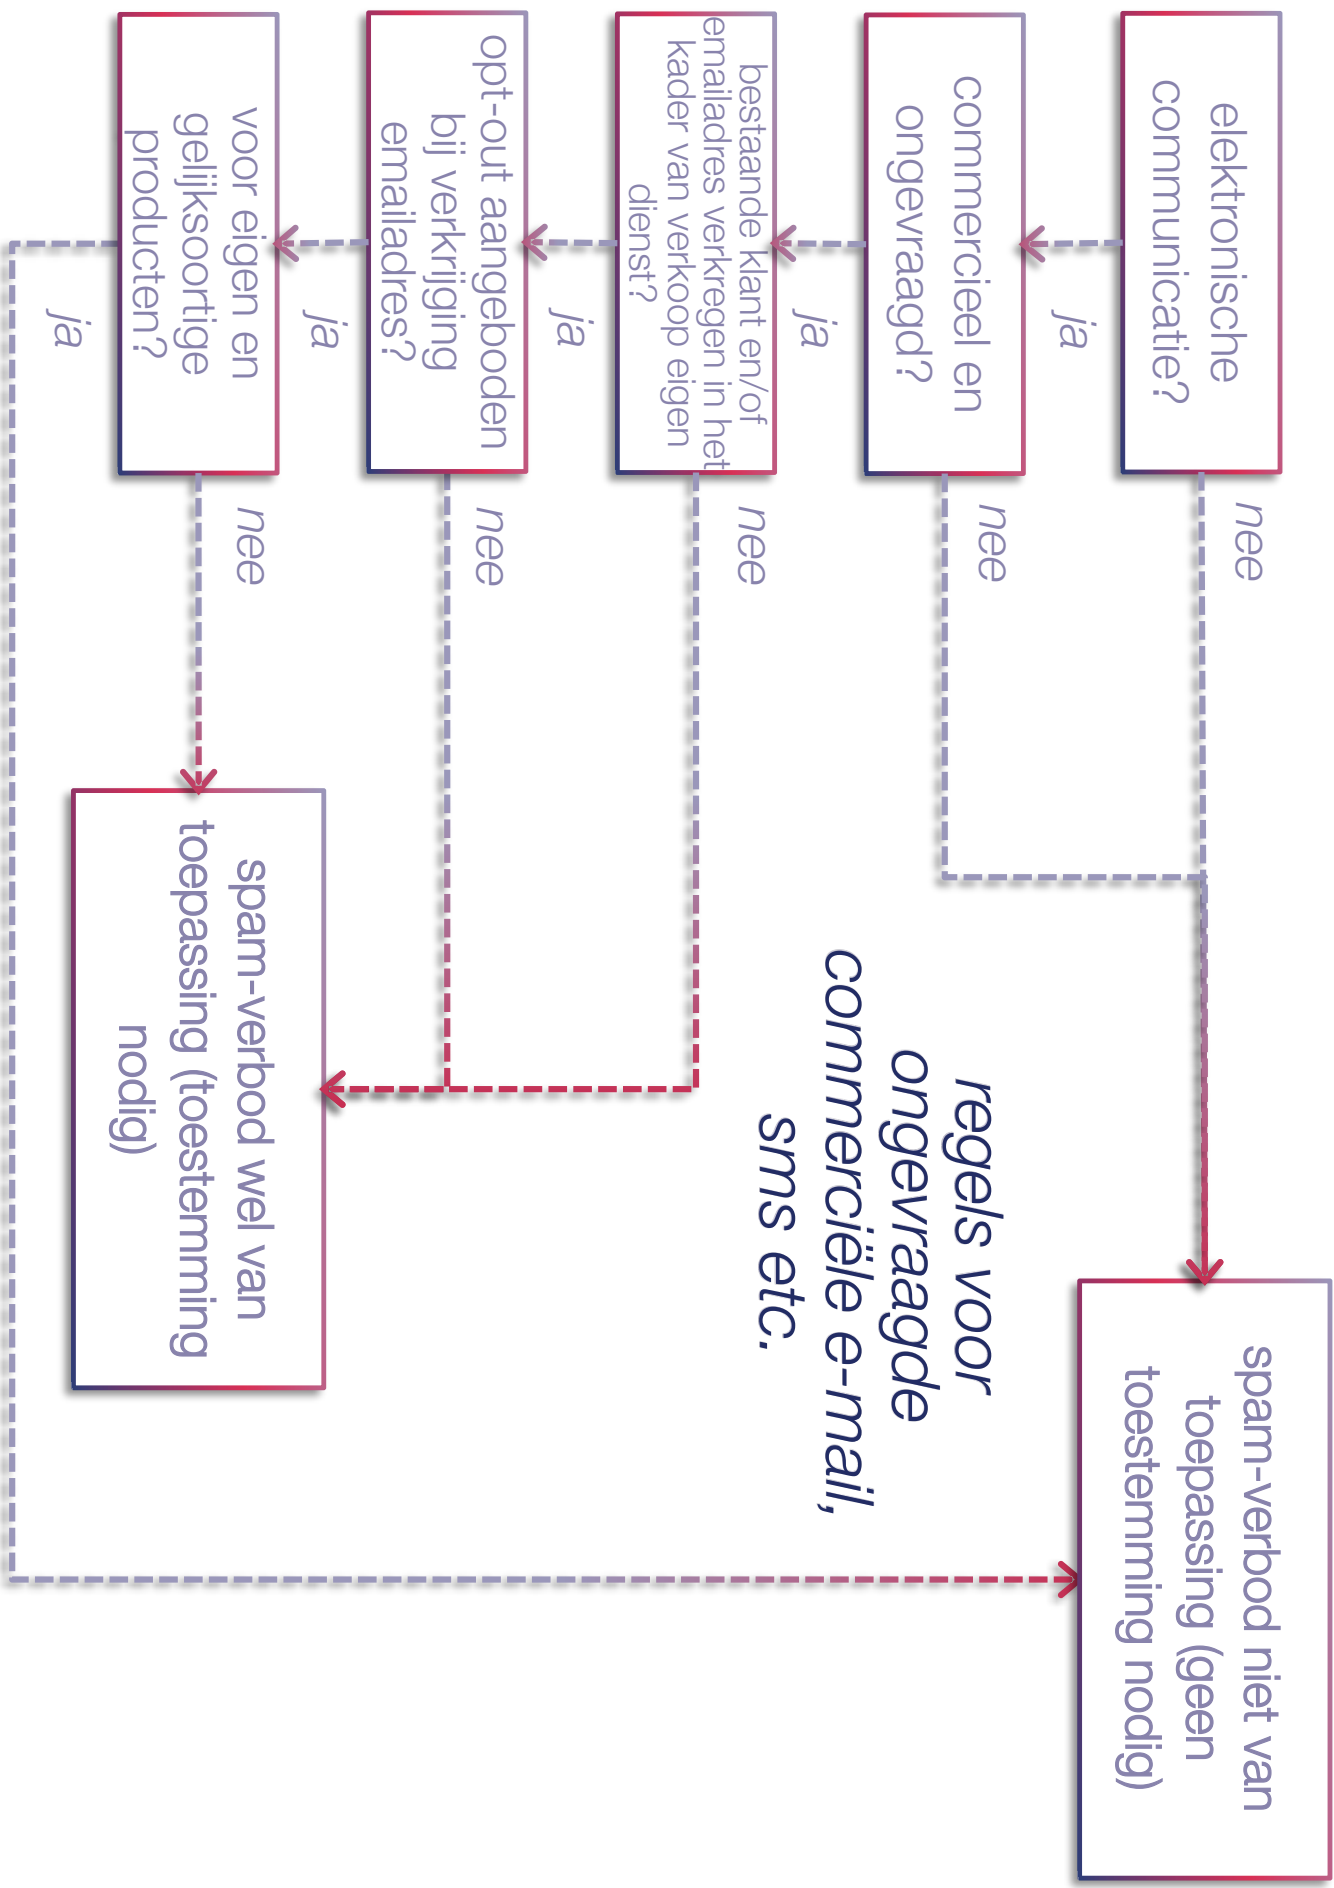 elektronische
communicatie?
nee
ja
commercieel en
ongevraagd?
nee
ja
bestaande klant en/of
emailadres verkregen in het
kader van verkoop eigen
dienst?
nee
ja
opt-out aangeboden
bij verkrijging
emailadres?
nee
ja
voor eigen en
gelijksoortige
producten?
nee
ja
regels voor
ongevraagde
commerciële e-mail,
sms etc.
spam-verbod niet van
toepassing (geen
toestemming nodig)
spam-verbod wel van
toepassing (toestemming
nodig)